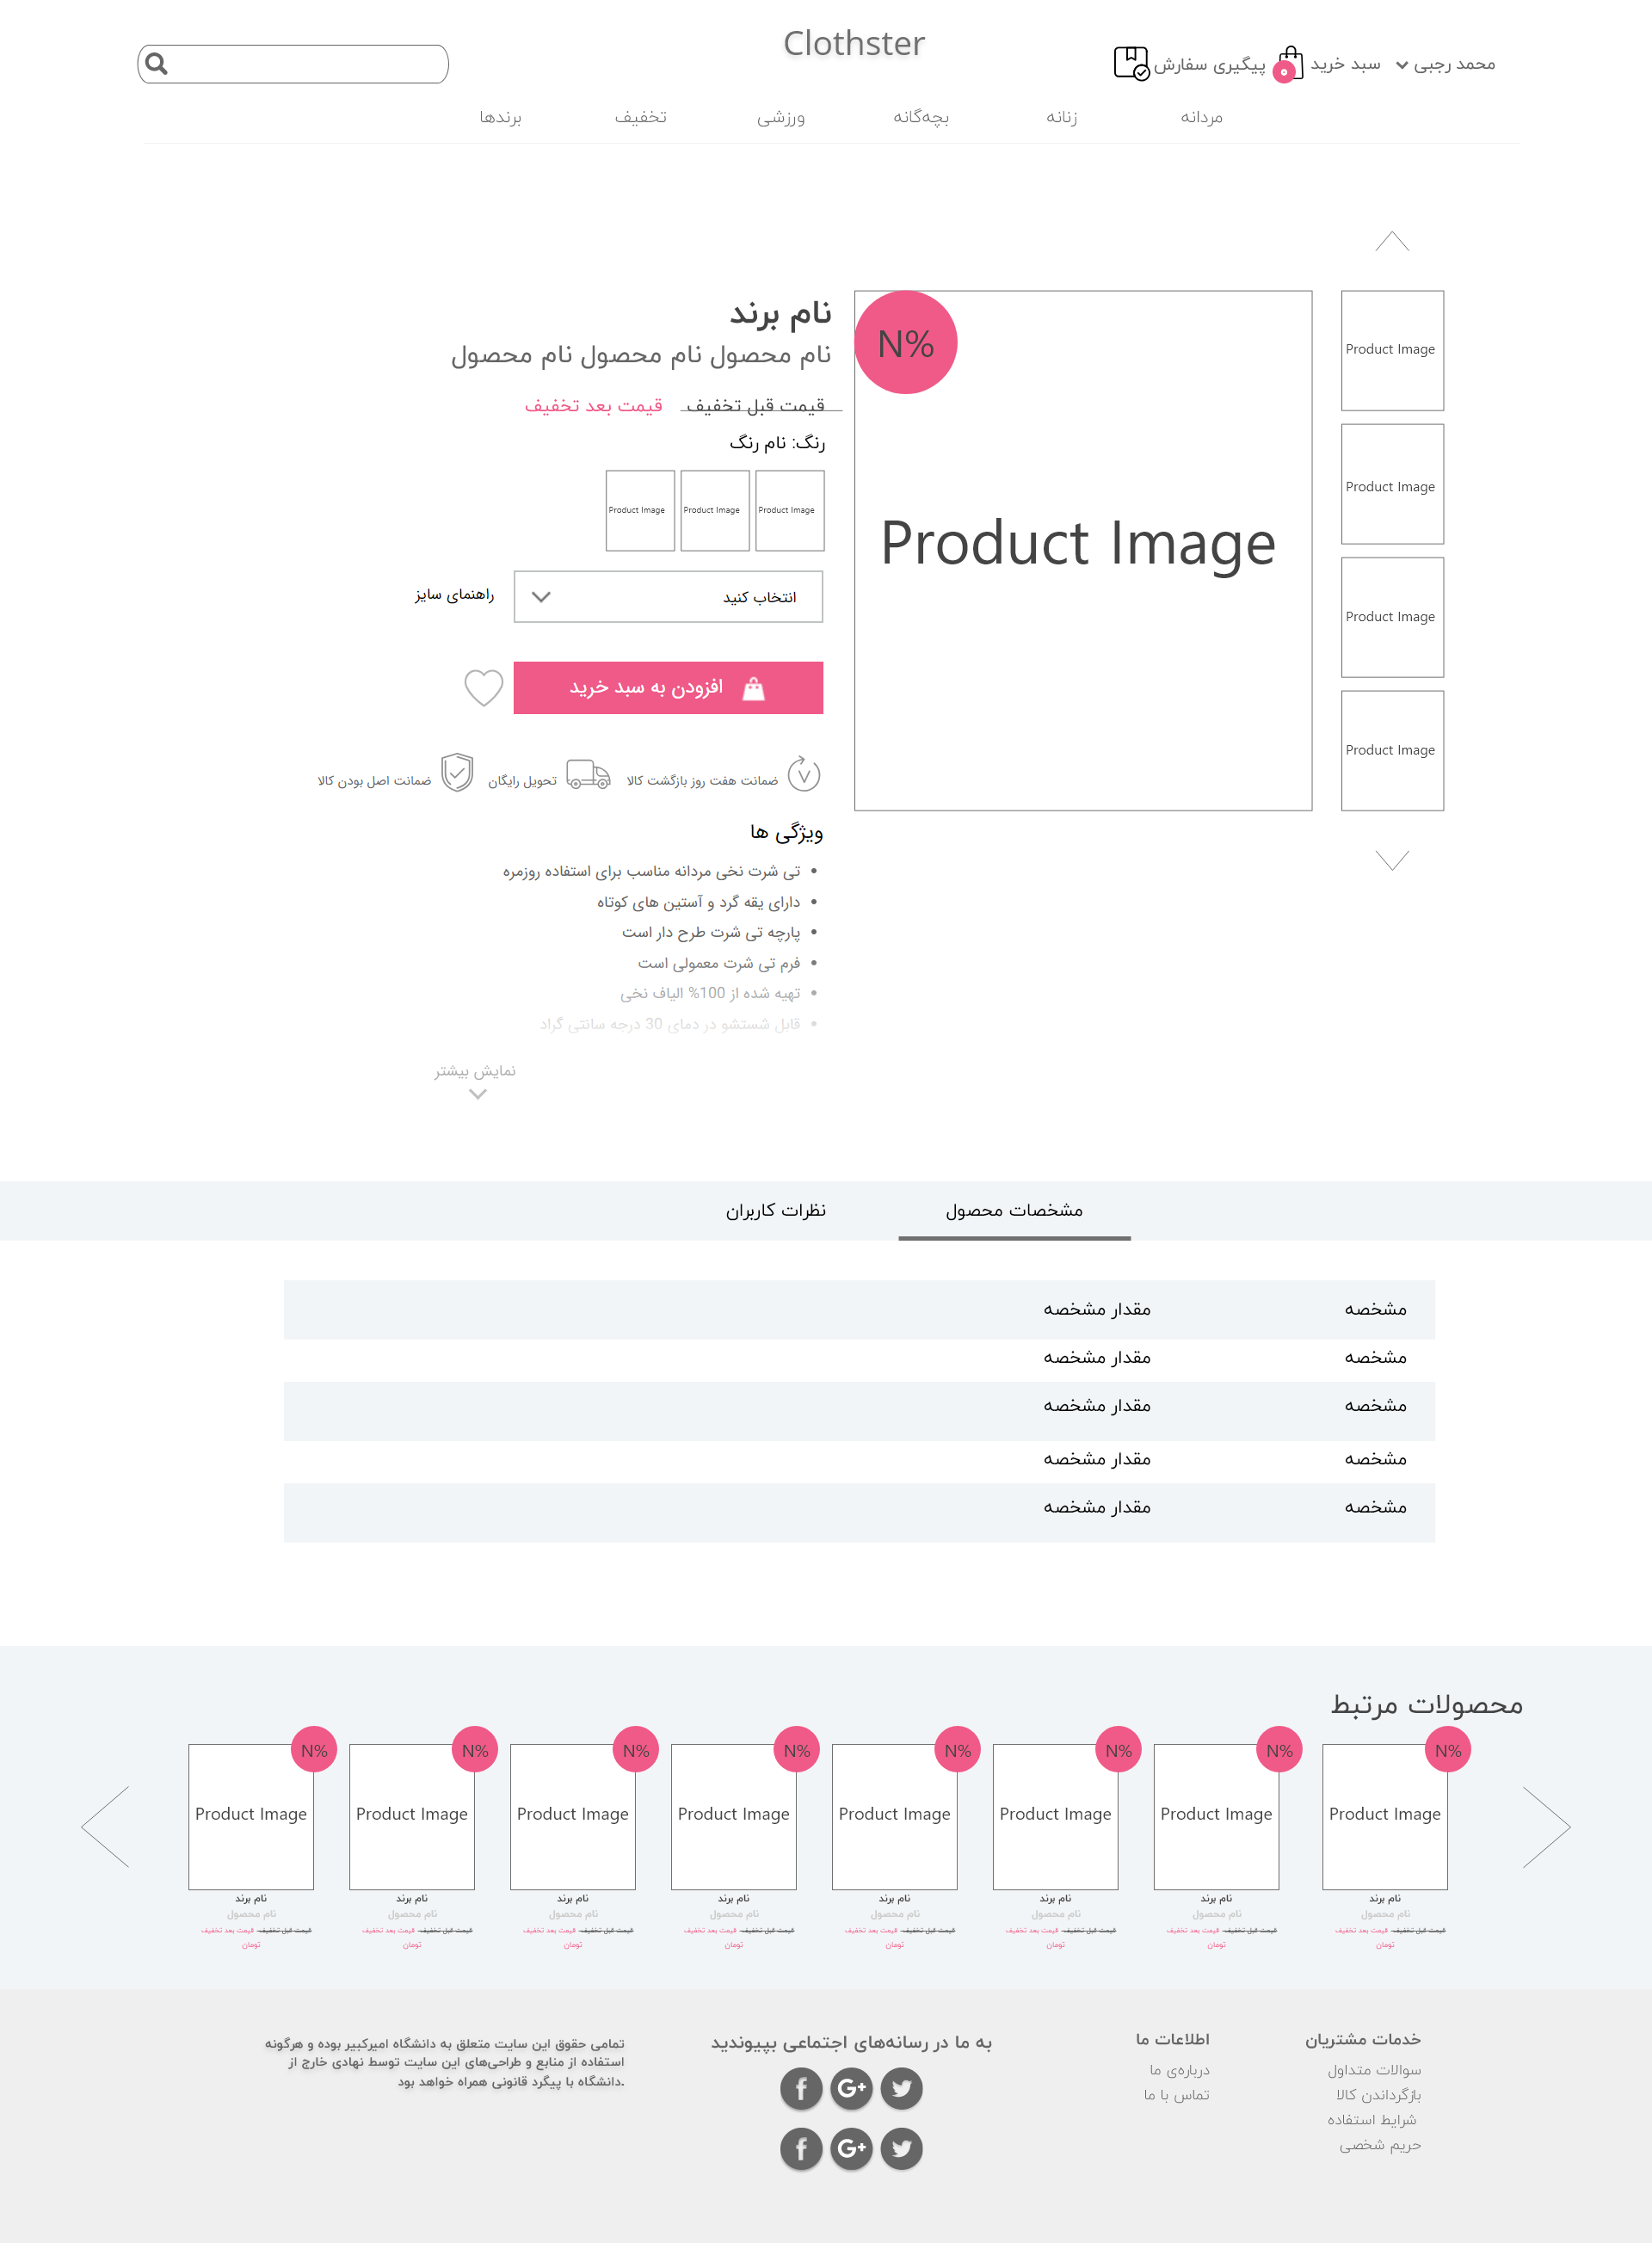 Clothster
محمد رجبی
سبد خرید
۰
پیگیری سفارش
مردانه
زنانه
بچه‌گانه
ورزشی
تخفیف
برندها
Product Image
Product Image
Product Image
Product Image
N%
Product Image
نام برند
نام محصول نام محصول نام محصول
قیمت قبل تخفیف
قیمت بعد تخفیف
رنگ: نام رنگ
Product Image
Product Image
Product Image
انتخاب کنید
راهنمای سایز
افزودن به سبد خرید
ضمانت هفت روز بازگشت کالا
تحویل رایگان
ضمانت اصل بودن کالا
ویژگی ها
• تی شرت نخی مردانه مناسب برای استفاده روزمره
• دارای یقه گرد و آستین های کوتاه
• پارچه تی شرت طرح دار است
• فرم تی شرت معمولی است
• تهیه شده از 100% الیاف نخی
• قابل شستشو در دمای 30 درجه سانتی گراد
نمایش بیشتر
مشخصات محصول
نظرات کاربران
مشخصه
مقدار مشخصه
مشخصه
مقدار مشخصه
مشخصه
مقدار مشخصه
مشخصه
مقدار مشخصه
مشخصه
مقدار مشخصه
محصولات مرتبط
N%
Product Image
نام برند
نام محصول
قیمت قبل تخفیف قیمت بعد تخفیف
تومان
N%
Product Image
نام برند
نام محصول
قیمت قبل تخفیف قیمت بعد تخفیف
تومان
N%
Product Image
نام برند
نام محصول
قیمت قبل تخفیف قیمت بعد تخفیف
تومان
N%
Product Image
نام برند
نام محصول
قیمت قبل تخفیف قیمت بعد تخفیف
تومان
N%
Product Image
نام برند
نام محصول
قیمت قبل تخفیف قیمت بعد تخفیف
تومان
N%
Product Image
نام برند
نام محصول
قیمت قبل تخفیف قیمت بعد تخفیف
تومان
N%
Product Image
نام برند
نام محصول
قیمت قبل تخفیف قیمت بعد تخفیف
تومان
N%
Product Image
نام برند
نام محصول
قیمت قبل تخفیف قیمت بعد تخفیف
تومان
خدمات مشتریان
سوالات متداول
بازگرداندن کالا
شرایط استفاده
حریم شخصی
اطلاعات ما
درباره‌ی ما
تماس با ما
به ما در رسانه‌های اجتماعی بپیوندید
تمامی حقوق این سایت متعلق به دانشگاه امیرکبیر بوده و هرگونه
استفاده از منابع و طراحی‌های این سایت توسط نهادی خارج از
دانشگاه با پیگرد قانونی همراه خواهد بود.